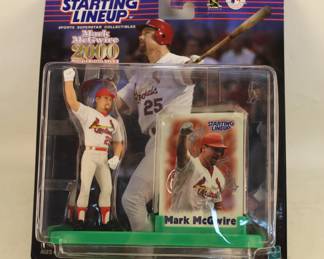 STARTING
LINEUP
SPORTS SUPERSTAR COLLECTIBLES
Mark
McGwire
2000
25
Cardinals
STARTING
LINEUP
Cardinals
Mark McGwire